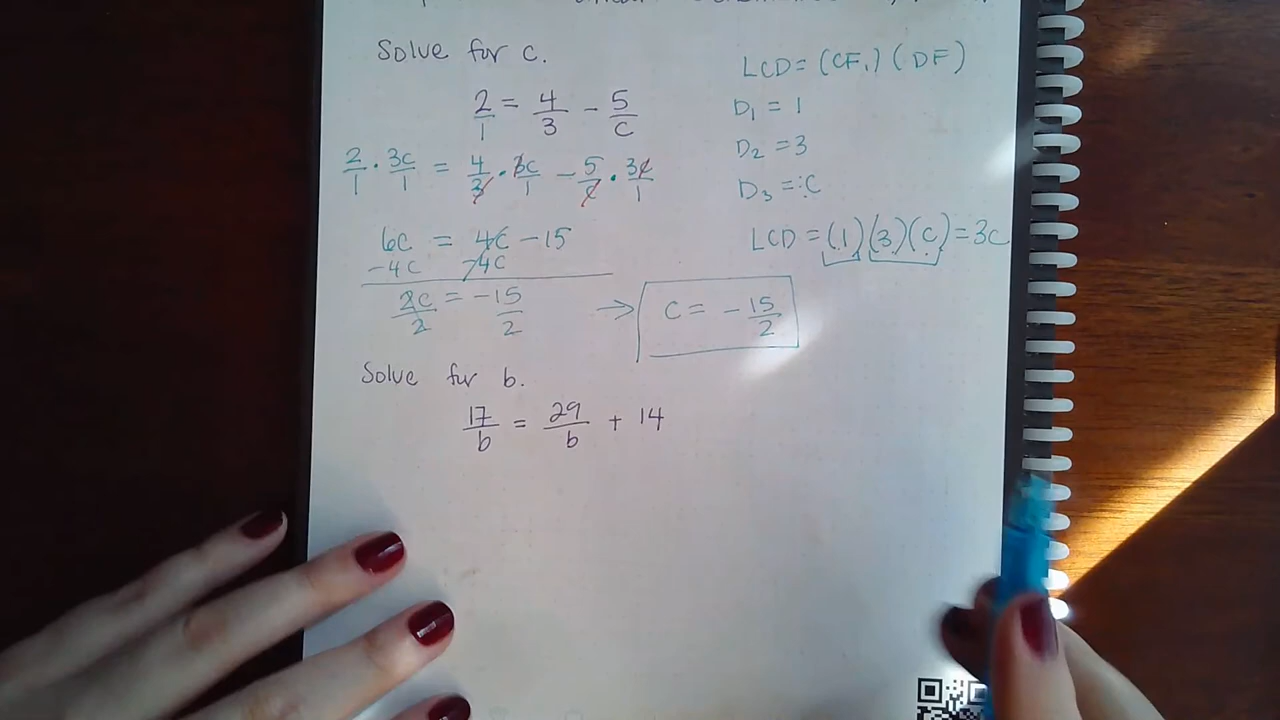 Solve for c.
2/1 = 4/3 - 5/c
2/1 · 3c/1 = 4/3 · 3c/1 - 5/c · 3c/1
6c = 4c - 15
-4c -4c
2c/2 = -15/2 → c = -15/2
LCD = (CF,) (DF)
D₁ = 1
D₂ = 3
D₃ = c
LCD = (1)(3)(c) = 3c
Solve for b.
17/b = 29/b + 14